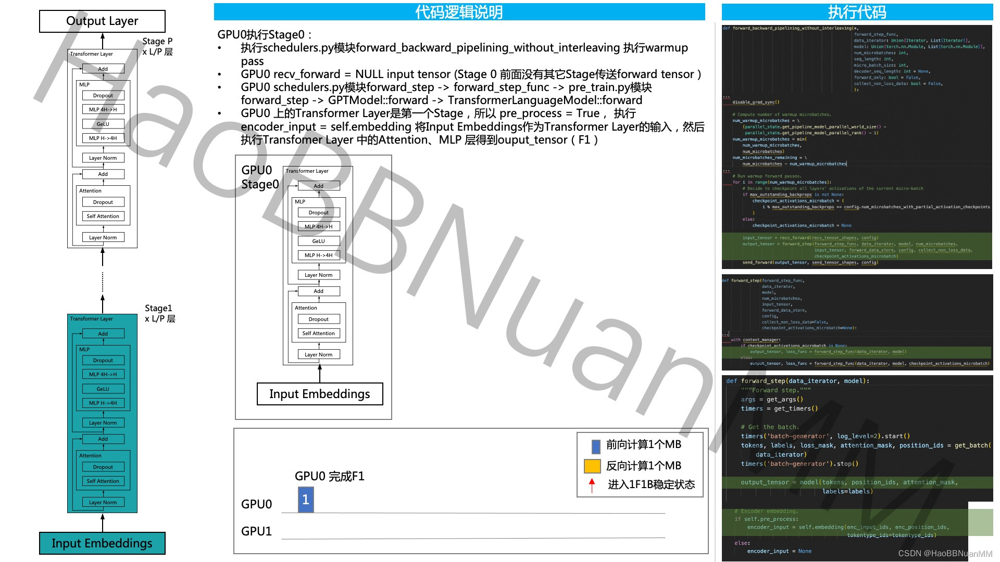 Output Layer
Stage P
x L/P 层
Transformer Layer
Add
MLP
Dropout
MLP 4H->H
GeLU
MLP H->4H
Layer Norm
Add
Attention
Dropout
Self Attention
Layer Norm
Stage1
x L/P 层
Transformer Layer
Add
MLP
Dropout
MLP 4H->H
GeLU
MLP H->4H
Layer Norm
Add
Attention
Dropout
Self Attention
Layer Norm
Input Embeddings
代码逻辑说明
GPU0执行Stage0：
• 执行schedulers.py模块forward_backward_pipelining_without_interleaving 执行warmup
pass
• GPU0 recv_forward = NULL input tensor (Stage 0 前面没有其它Stage传送forward tensor）
• GPU0 schedulers.py模块forward_step -> forward_step_func -> pre_train.py模块
forward_step -> GPTModel::forward -> TransformerLanguageModel::forward
• GPU0 上的Transformer Layer是第一个Stage，所以 pre_process = True， 执行
encoder_input = self.embedding 将Input Embeddings作为Transformer Layer的输入，然后
执行Transfomer Layer 中的Attention、MLP 层得到ouput_tensor（F1）
GPU0
Stage0
Transformer Layer
Add
MLP
Dropout
MLP 4H->H
GeLU
MLP H->4H
Layer Norm
Add
Attention
Dropout
Self Attention
Layer Norm
Input Embeddings
前向计算1个MB
反向计算1个MB
进入1F1B稳定状态
GPU0 完成F1
1
GPU0
GPU1
执行代码
def forward_backward_pipelining_without_interleaving(*,
forward_step_func,
data_iterator: Union[Iterator, List[Iterator]],
model: Union[torch.nn.Module, List[torch.nn.Module]],
num_microbatches: int,
seq_length: int,
micro_batch_size: int,
decoder_seq_length: int = None,
forward_only: bool = False,
collect_non_loss_data: bool = False,
):
...
disable_grad_sync()
# Compute number of warmup microbatches.
num_warmup_microbatches = \
(parallel_state.get_pipeline_model_parallel_world_size() -
parallel_state.get_pipeline_model_parallel_rank() - 1)
num_warmup_microbatches = min(
num_warmup_microbatches,
num_microbatches)
num_microbatches_remaining = \
num_microbatches - num_warmup_microbatches
...
# Run warmup forward passes.
for i in range(num_warmup_microbatches):
# Decide to checkpoint all layers' activations of the current micro-batch
if max_outstanding_backprops is not None:
checkpoint_activations_microbatch = (
i % max_outstanding_backprops >= config.num_microbatches_with_partial_activation_checkpoints
)
else:
checkpoint_activations_microbatch = None
input_tensor = recv_forward(recv_tensor_shapes, config)
output_tensor = forward_step(forward_step_func, data_iterator, model, num_microbatches,
input_tensor, forward_data_store, config, collect_non_loss_data,
checkpoint_activations_microbatch)
send_forward(output_tensor, send_tensor_shapes, config)
def forward_step(forward_step_func,
data_iterator,
model,
num_microbatches,
input_tensor,
forward_data_store,
config,
collect_non_loss_data=False,
checkpoint_activations_microbatch=None):
...
with context_manager:
if checkpoint_activations_microbatch is None:
output_tensor, loss_func = forward_step_func(data_iterator, model)
else:
output_tensor, loss_func = forward_step_func(data_iterator, model, checkpoint_activations_microbatch)
def forward_step(data_iterator, model):
"""Forward step."""
args = get_args()
timers = get_timers()
# Get the batch.
timers('batch-generator', log_level=2).start()
tokens, labels, loss_mask, attention_mask, position_ids = get_batch(
data_iterator)
timers('batch-generator').stop()
output_tensor = model(tokens, position_ids, attention_mask,
labels=labels)
# Encoder embedding.
if self.pre_process:
encoder_input = self.embedding(enc_input_ids, enc_position_ids,
tokentype_ids=tokentype_ids)
else:
encoder_input = None
HaoBBNuanMM
CSDN @HaoBBNuanMM